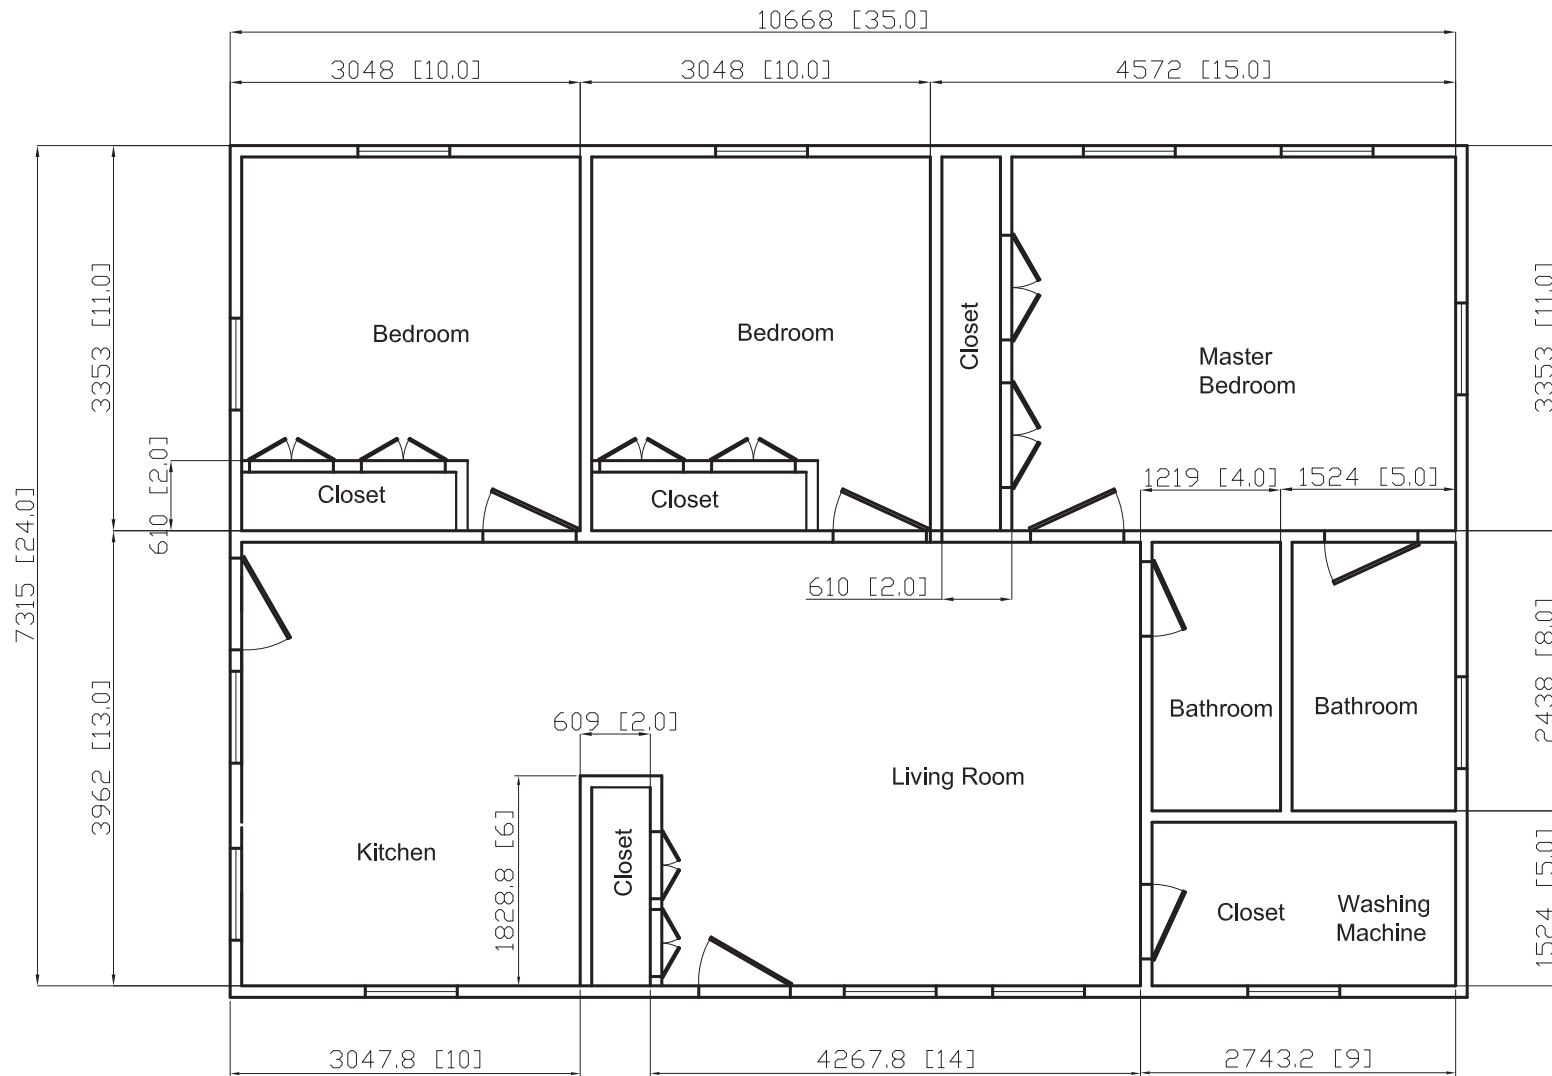 10668 [35.0]
3048 [10.0]
3048 [10.0]
4572 [15.0]
7315 [24.0]
3353 [11.0]
610 [2.0]
3962 [13.0]
Bedroom
Closet
Bedroom
Closet
Closet
Master
Bedroom
3353 [11.0]
1219 [4.0]
1524 [5.0]
610 [2.0]
609 [2.0]
1828.8 [6]
Kitchen
Closet
Living Room
Bathroom
Bathroom
2438 [8.0]
Closet
Washing
Machine
1524 [5.0]
3047.8 [10]
4267.8 [14]
2743.2 [9]